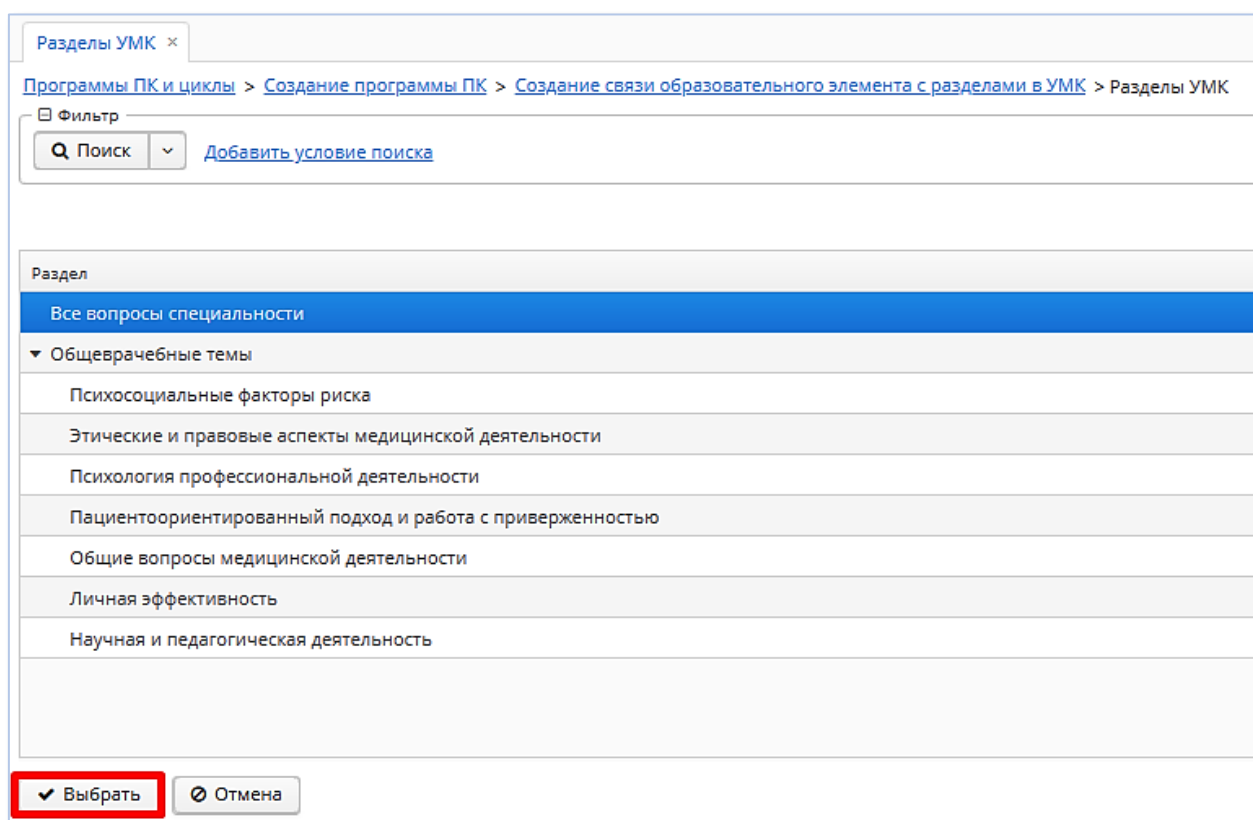 Разделы УМК ×
Программы ПК и циклы > Создание программы ПК > Создание связи образовательного элемента с разделами в УМК > Разделы УМК
Фильтр
Поиск Добавить условие поиска
Раздел
Все вопросы специальности
Общеврачебные темы
Психосоциальные факторы риска
Этические и правовые аспекты медицинской деятельности
Психология профессиональной деятельности
Пациентоориентированный подход и работа с приверженностью
Общие вопросы медицинской деятельности
Личная эффективность
Научная и педагогическая деятельность
Выбрать Отмена